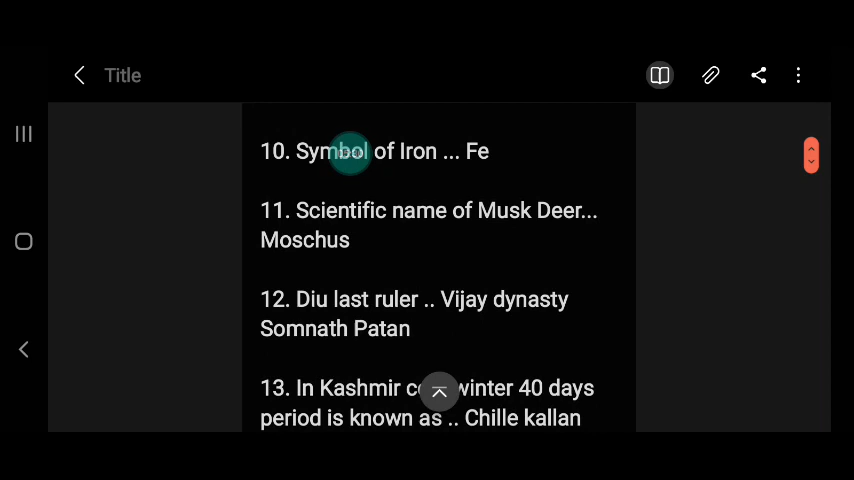 Title
10. Symbol of Iron ... Fe
11. Scientific name of Musk Deer...
Moschus
12. Diu last ruler .. Vijay dynasty
Somnath Patan
13. In Kashmir winter 40 days
period is known as .. Chille kallan